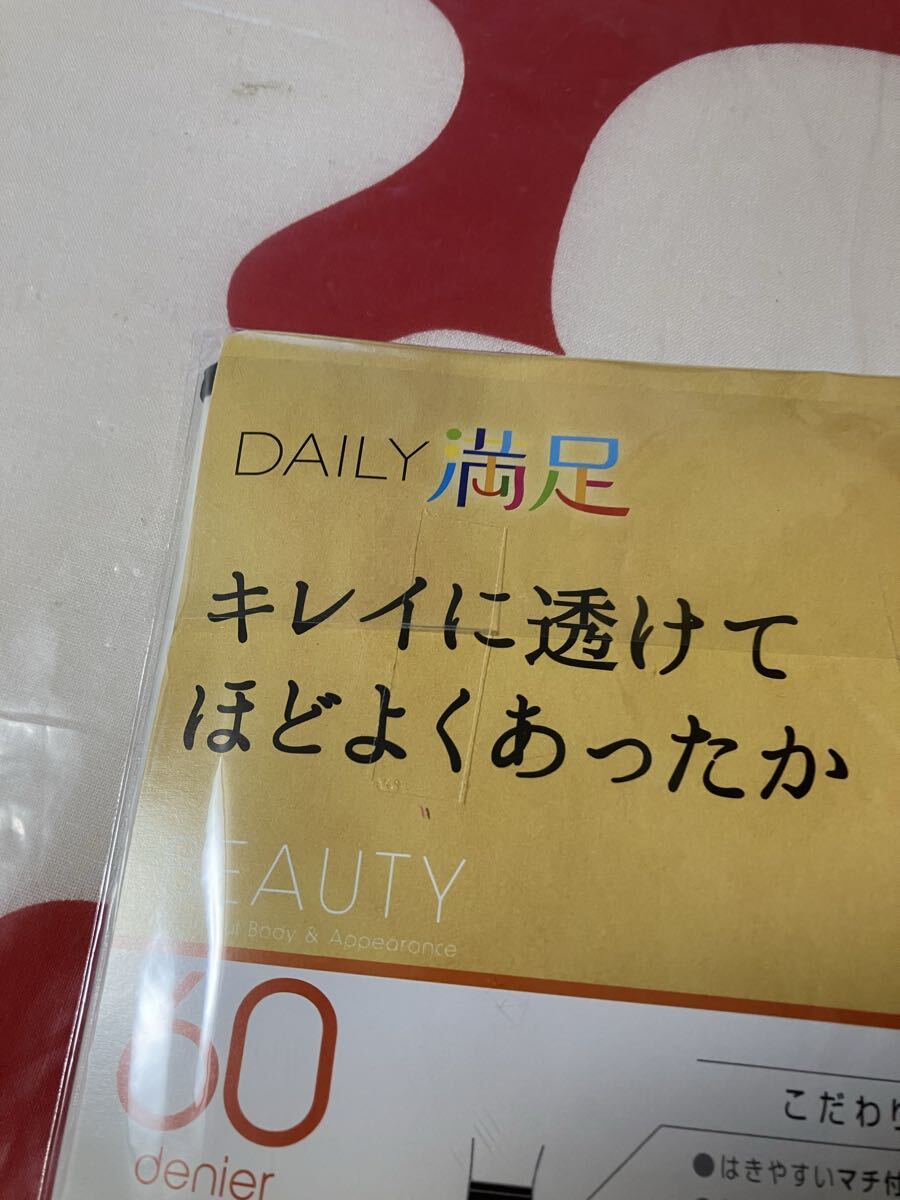 DAILY 満足
キレイに透けて
ほどよくあったか
BEAUTY
Body & Appearance
60
denier
こだわり
●はきやすいマチ付